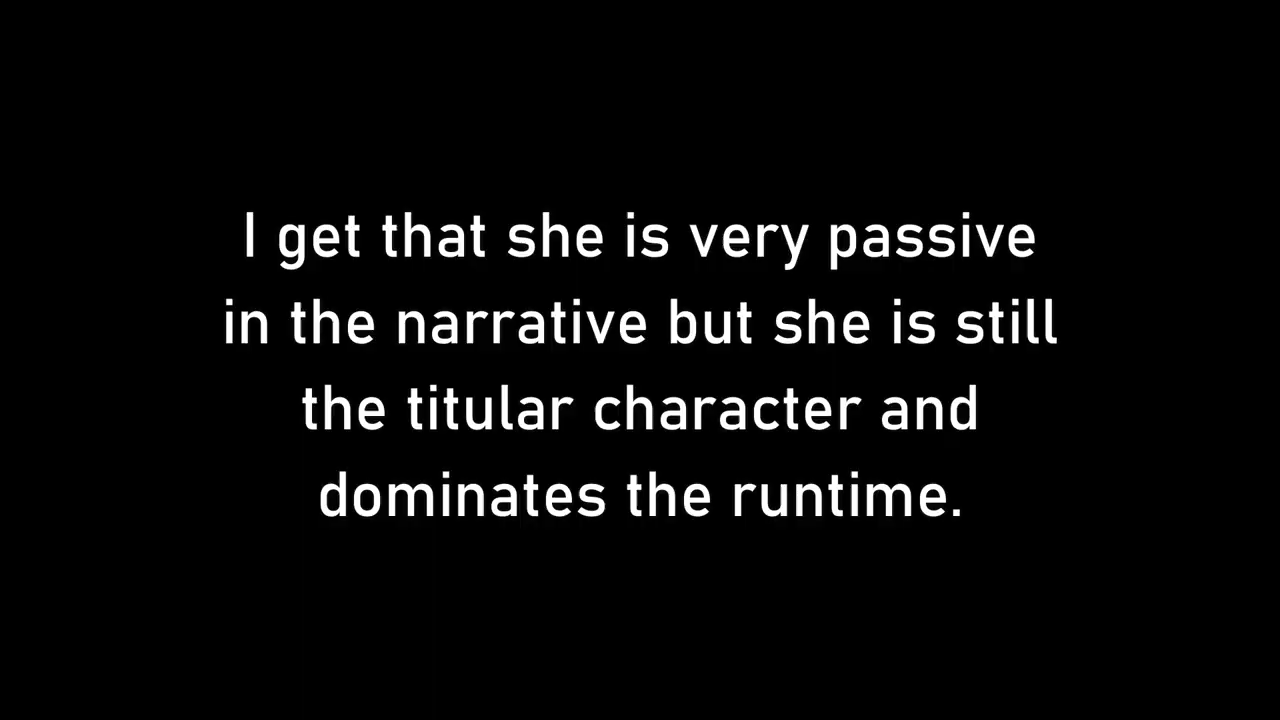 I get that she is very passive
in the narrative but she is still
the titular character and
dominates the runtime.